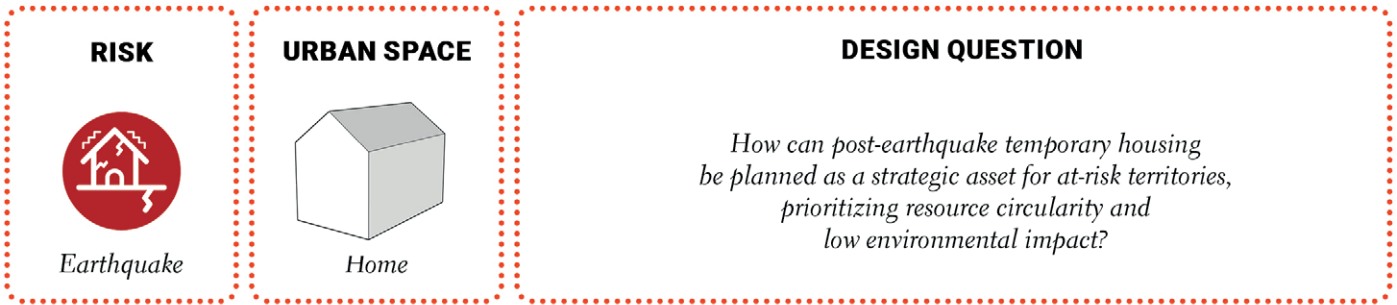 RISK
Earthquake
URBAN SPACE
Home
DESIGN QUESTION
How can post-earthquake temporary housing
be planned as a strategic asset for at-risk territories,
prioritizing resource circularity and
low environmental impact?